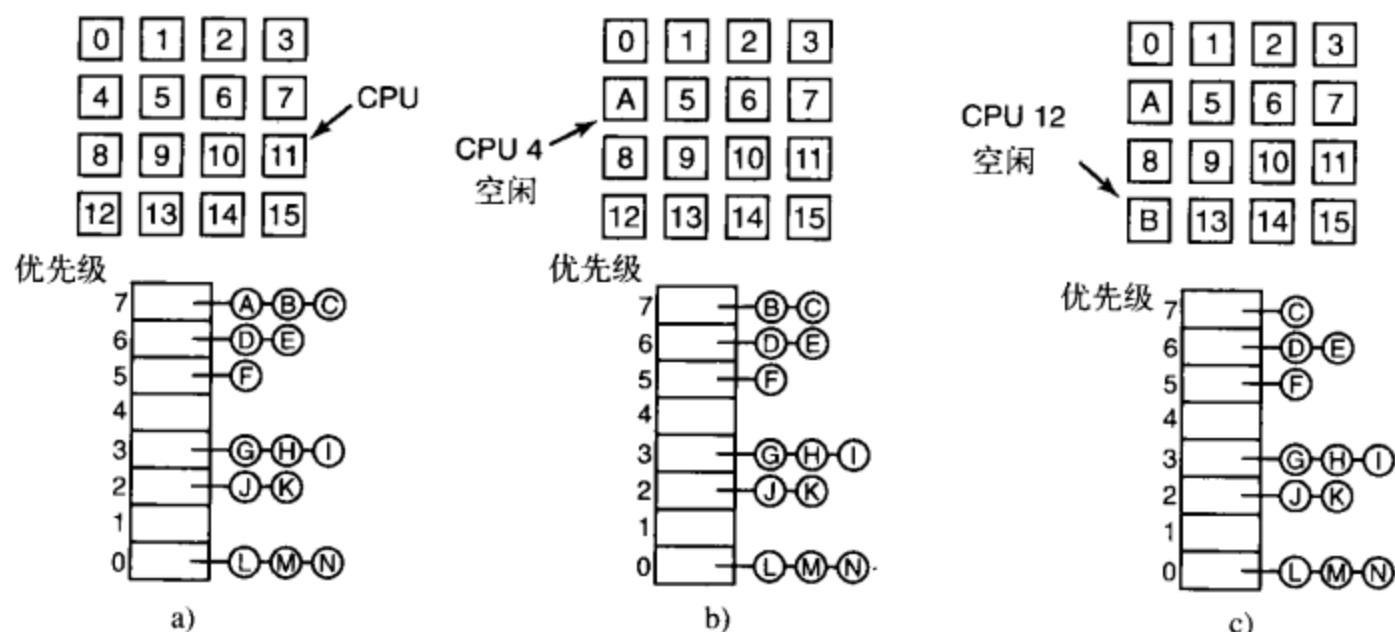 0 1 2 3
4 5 6 7
8 9 10 11
12 13 14 15
CPU
优先级
7 A B C
6 D E
5 F
4
3 G H I
2 J K
1
0 L M N
a)
0 1 2 3
A 5 6 7
8 9 10 11
12 13 14 15
CPU 4
空闲
优先级
7 B C
6 D E
5 F
4
3 G H I
2 J K
1
0 L M N
b)
0 1 2 3
A 5 6 7
8 9 10 11
B 13 14 15
CPU 12
空闲
优先级
7 C
6 D E
5 F
4
3 G H I
2 J K
1
0 L M N
c)